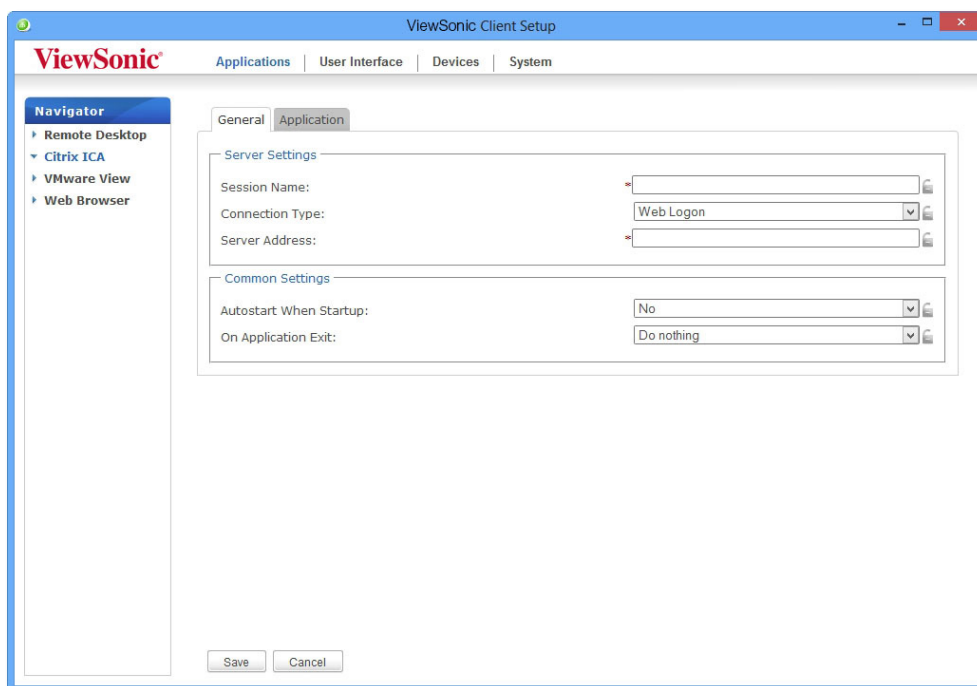 ViewSonic Client Setup
ViewSonic®
Applications | User Interface | Devices | System
Navigator
Remote Desktop
Citrix ICA
VMware View
Web Browser
General Application
Server Settings
Session Name: *
Connection Type: Web Logon
Server Address: *
Common Settings
Autostart When Startup: No
On Application Exit: Do nothing
Save Cancel